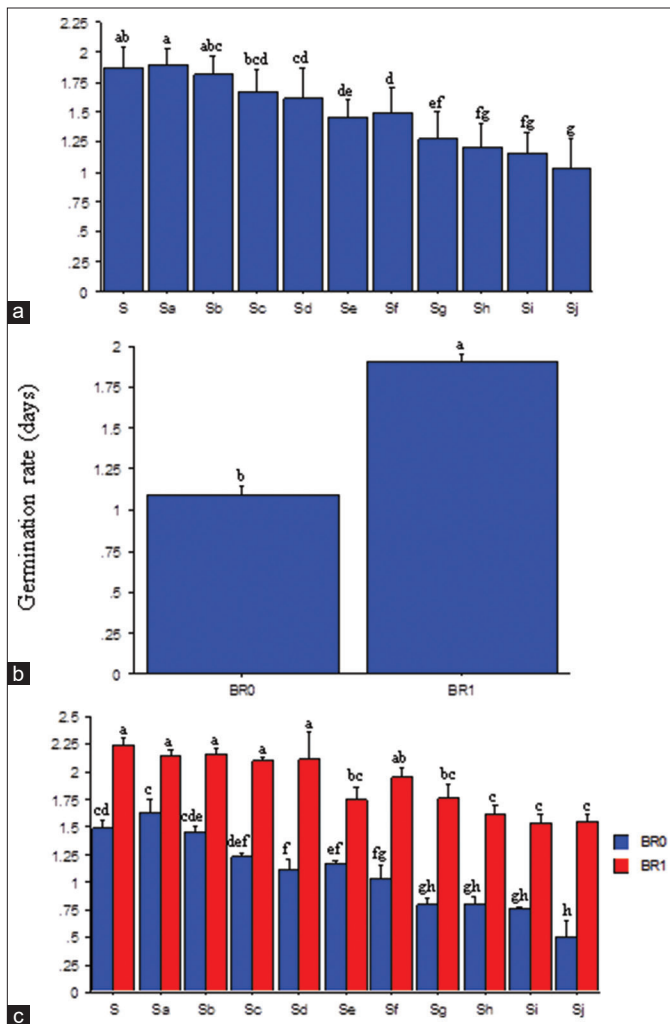 2.25
2
1.75
1.5
1.25
1
.75
.5
.25
0
ab a abc bcd cd de d ef fg fg g
S Sa Sb Sc Sd Se Sf Sg Sh Si Sj
a
Germination rate (days)
2
1.75
1.5
1.25
1
.75
.5
.25
0
b a
BR0 BR1
b
2.5
2.25
2
1.75
1.5
1.25
1
.75
.5
.25
0
cd a c a cde a def a f a ef bc fg ab gh bc gh c gh c h c
S Sa Sb Sc Sd Se Sf Sg Sh Si Sj
BR0
BR1
c